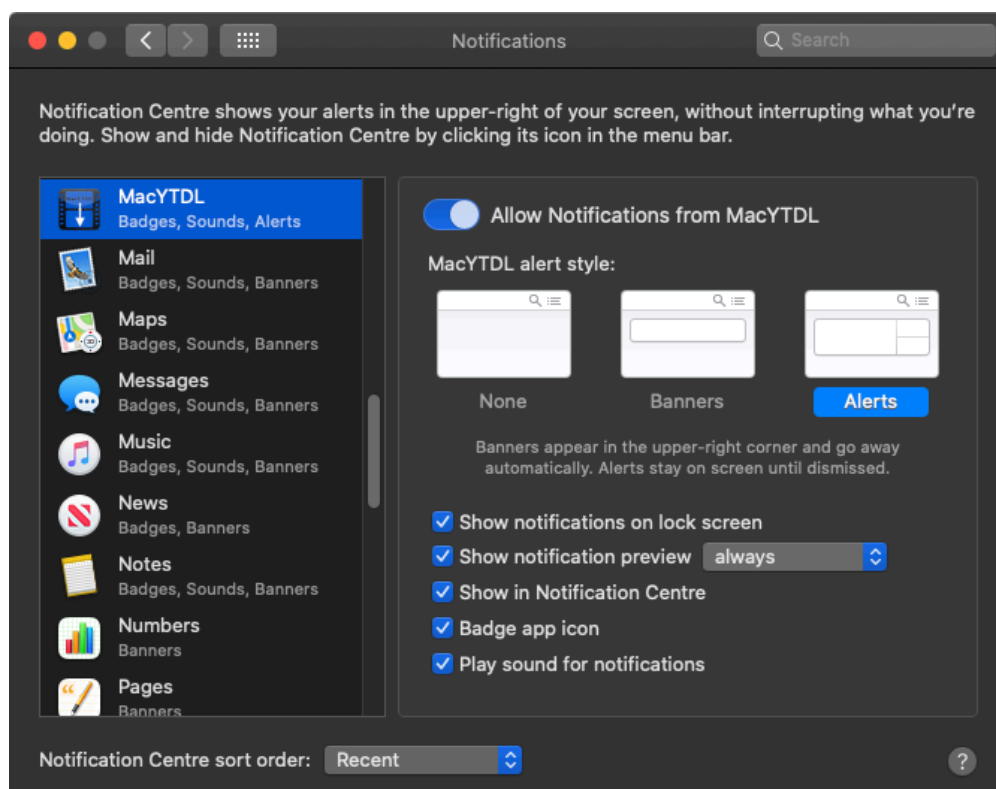 Notifications
Search
Notification Centre shows your alerts in the upper-right of your screen, without interrupting what you're
doing. Show and hide Notification Centre by clicking its icon in the menu bar.
MacYTDL
Badges, Sounds, Alerts
Mail
Badges, Sounds, Banners
Maps
Badges, Sounds, Banners
Messages
Badges, Sounds, Banners
Music
Badges, Sounds, Banners
News
Badges, Banners
Notes
Badges, Sounds, Banners
Numbers
Banners
Pages
Banners
Allow Notifications from MacYTDL
MacYTDL alert style:
None Banners Alerts
Banners appear in the upper-right corner and go away
automatically. Alerts stay on screen until dismissed.
Show notifications on lock screen
Show notification preview always
Show in Notification Centre
Badge app icon
Play sound for notifications
Notification Centre sort order: Recent ?